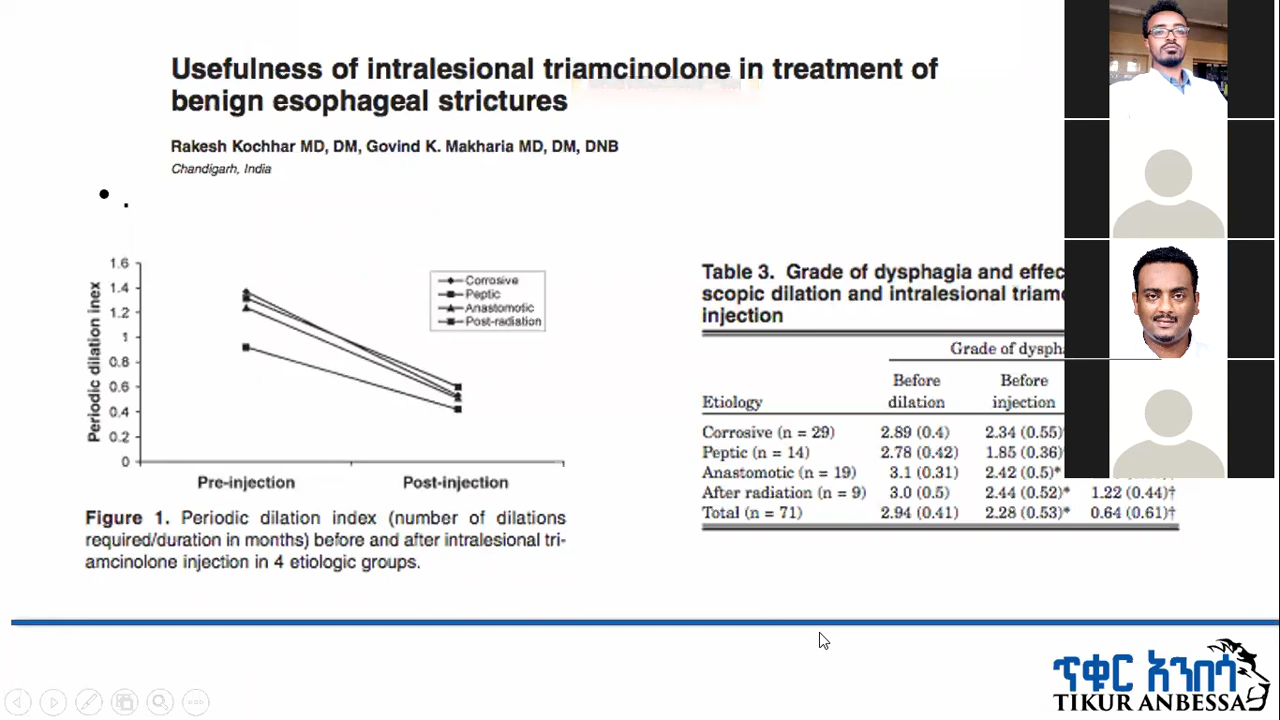 Usefulness of intralesional triamcinolone in treatment of
benign esophageal strictures
Rakesh Kochhar MD, DM, Govind K. Makharia MD, DM, DNB
Chandigarh, India
1.6
1.4
1.2
1
0.8
0.6
0.4
0.2
0
Periodic dilation inex
Corrosive
Peptic
Anastomotic
Post-radiation
Pre-injection Post-injection
Figure 1. Periodic dilation index (number of dilations
required/duration in months) before and after intralesional tri-
amcinolone injection in 4 etiologic groups.
Table 3. Grade of dysphagia and effec
scopic dilation and intralesional triam
injection
Grade of dyspha
Before Before
Etiology dilation injection
Corrosive (n = 29) 2.89 (0.4) 2.34 (0.55)
Peptic (n = 14) 2.78 (0.42) 1.85 (0.36)
Anastomotic (n = 19) 3.1 (0.31) 2.42 (0.5)*
After radiation (n = 9) 3.0 (0.5) 2.44 (0.52)* 1.22 (0.44)†
Total (n = 71) 2.94 (0.41) 2.28 (0.53)* 0.64 (0.61)†
ጥቁር አንበሳ
TIKUR ANBESSA